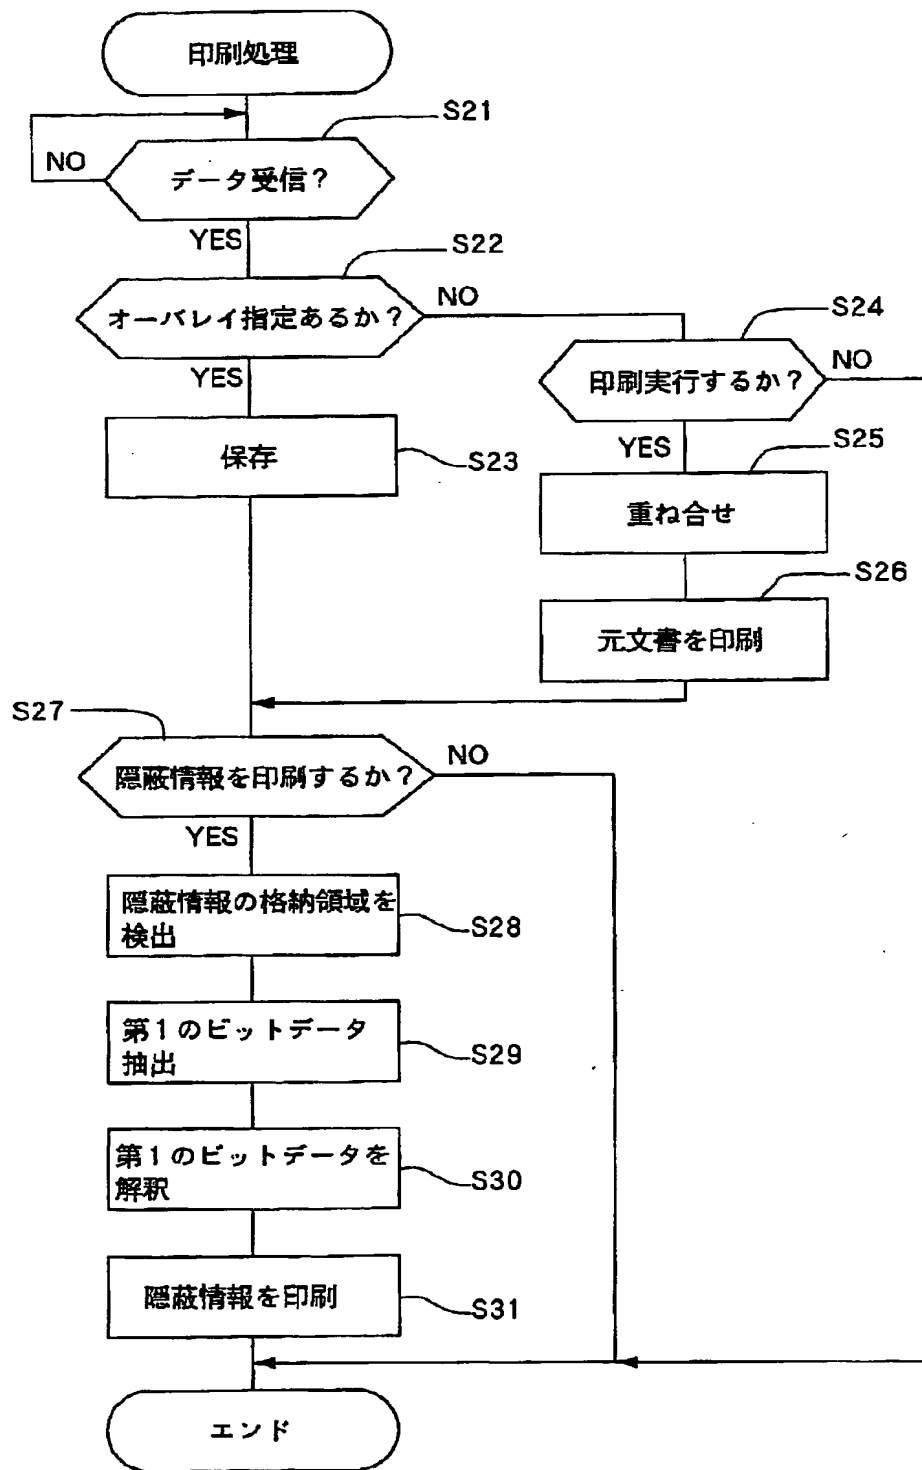 印刷処理
S21
データ受信？
NO
YES
S22
オーバレイ指定あるか？
NO
YES
S24
印刷実行するか？
NO
YES
保存
S23
S25
重ね合せ
S26
元文書を印刷
S27
隠蔽情報を印刷するか？
NO
YES
隠蔽情報の格納領域を
検出
S28
第1のビットデータ
抽出
S29
第1のビットデータを
解釈
S30
隠蔽情報を印刷
S31
エンド